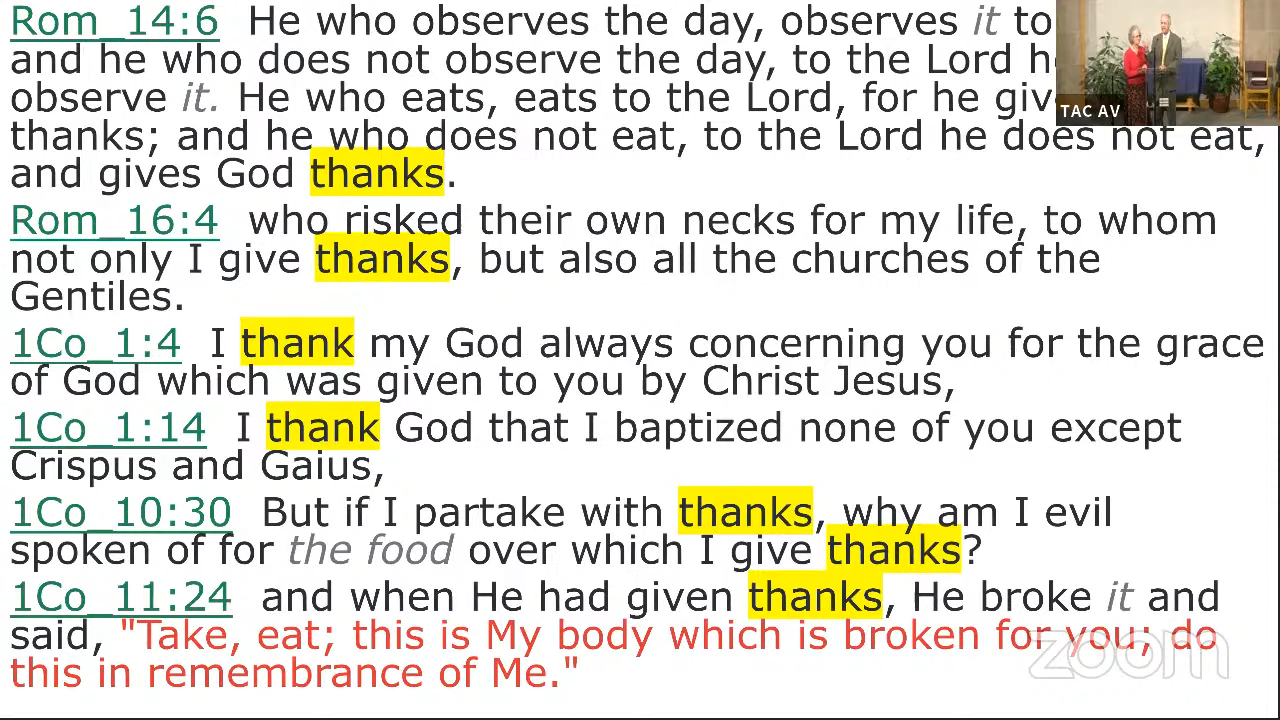 Rom_14:6 He who observes the day, observes it to
and he who does not observe the day, to the Lord
observe it. He who eats, eats to the Lord, for he
thanks; and he who does not eat, to the Lord he does not eat,
and gives God thanks.
Rom_16:4 who risked their own necks for my life, to whom
not only I give thanks, but also all the churches of the
Gentiles.
1Co_1:4 I thank my God always concerning you for the grace
of God which was given to you by Christ Jesus,
1Co_1:14 I thank God that I baptized none of you except
Crispus and Gaius,
1Co_10:30 But if I partake with thanks, why am I evil
spoken of for the food over which I give thanks?
1Co_11:24 and when He had given thanks, He broke it and
said, "Take, eat; this is My body which is broken for you; do
this in remembrance of Me."
TAC AV
zoom